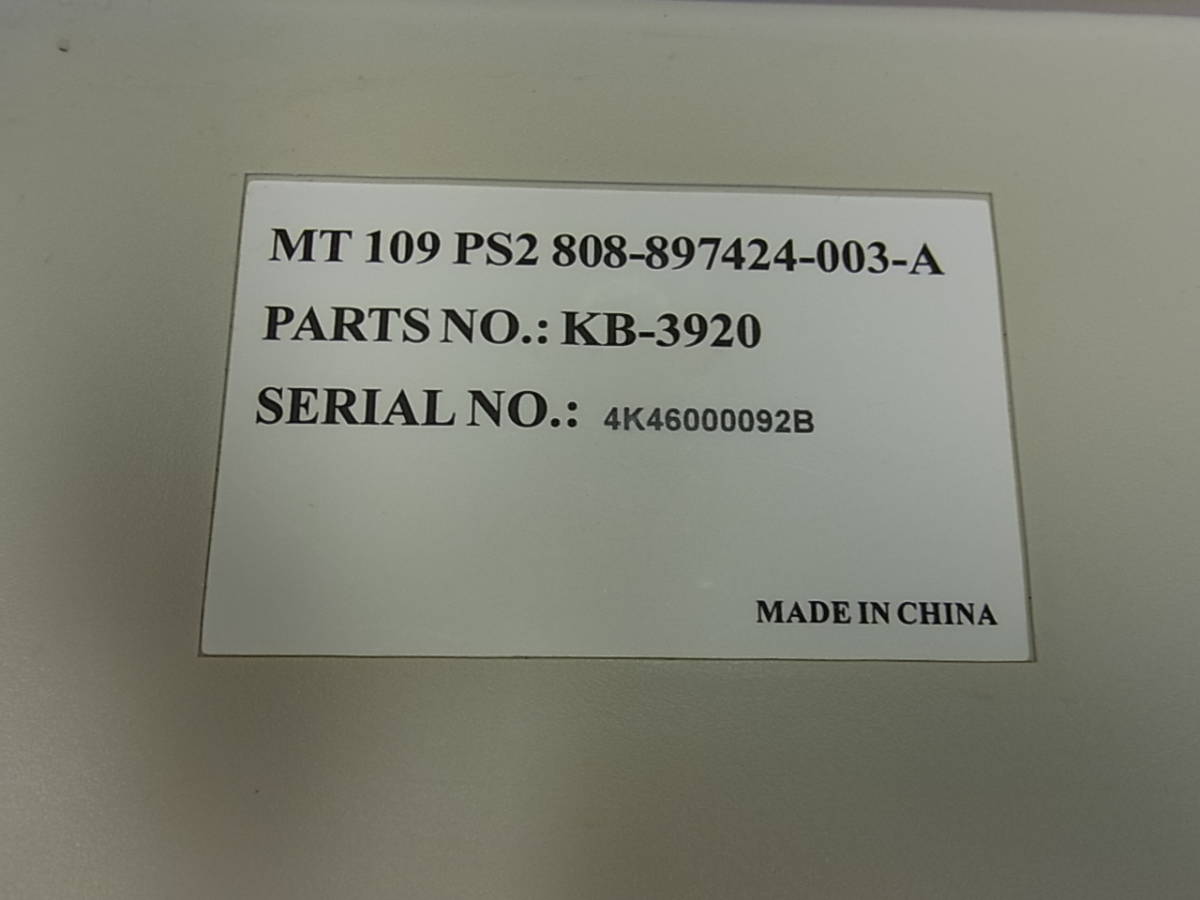 MT 109 PS2 808-897424-003-A
PARTS NO.: KB-3920
SERIAL NO.: 4K46000092B
MADE IN CHINA